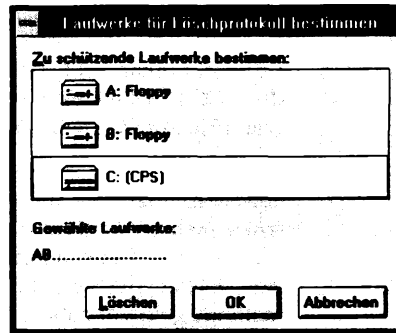 Laufwerke für Löschprotokoll bestimmen
Zu schützende Laufwerke bestimmen:
A: Floppy
B: Floppy
C: (CPS)
Gewählte Laufwerke:
AB........................
Löschen OK Abbrechen